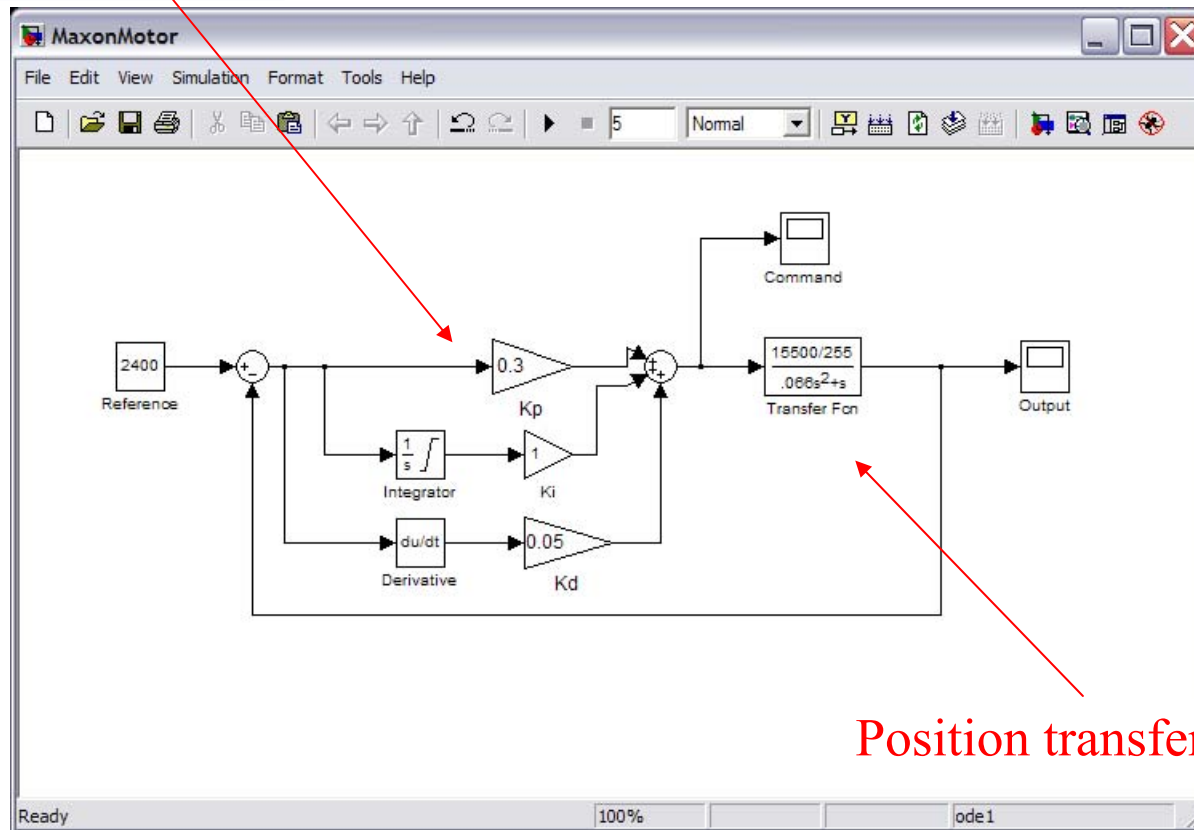 MaxonMotor
File Edit View Simulation Format Tools Help
5 Normal
Command
2400
Reference
0.3
Kp
15500/255
.066s²+s
Transfer Fcn
Output
1
s
Integrator
1
Ki
du/dt
Derivative
0.05
Kd
Position transfer
Ready 100% ode1